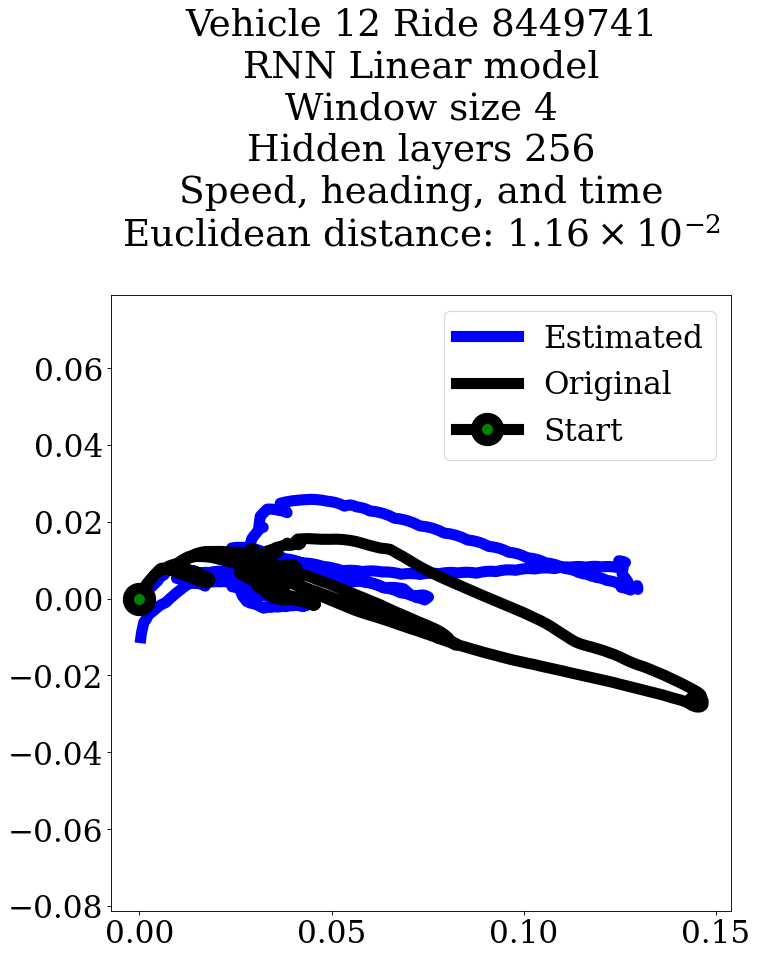 Vehicle 12 Ride 8449741
RNN Linear model
Window size 4
Hidden layers 256
Speed, heading, and time
Euclidean distance: 1.16 × 10⁻²
Estimated
Original
Start
0.06
0.04
0.02
0.00
−0.02
−0.04
−0.06
−0.08
0.00 0.05 0.10 0.15